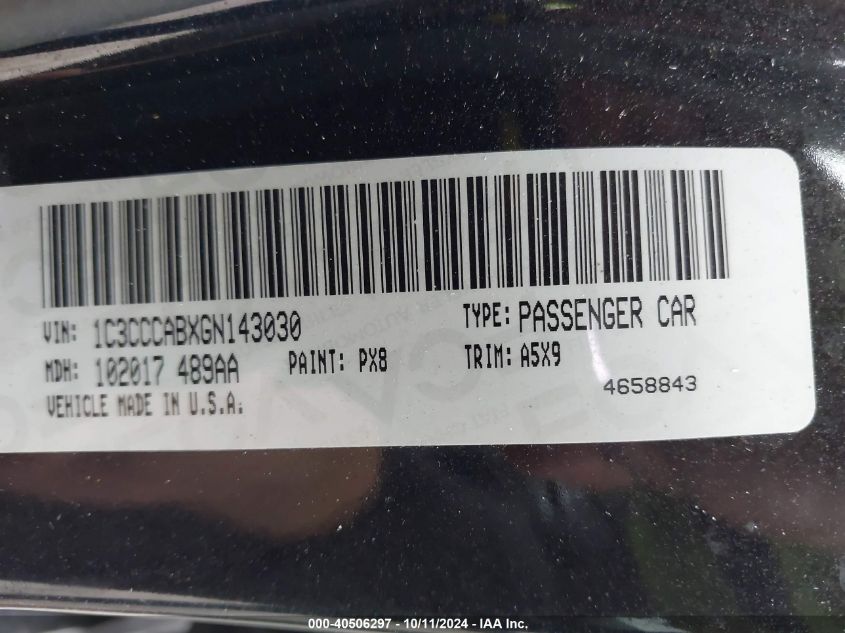 VIN: 1C3CCCABXGN143030
TYPE: PASSENGER CAR
MDH: 102017 489AA
PAINT: PX8
TRIM: A5X9
VEHICLE MADE IN U.S.A.
4658843
000-40506297 - 10/11/2024 - IAA Inc.